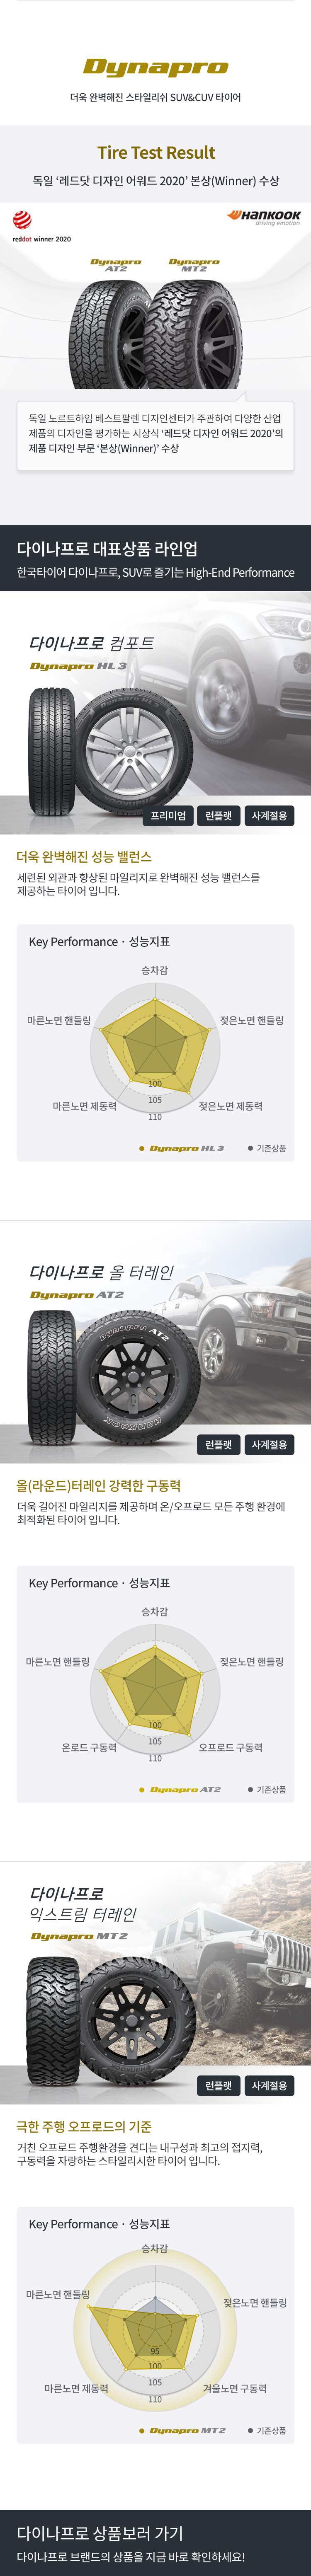 Dynapro
더욱 완벽해진 스타일리쉬 SUV&CUV 타이어
Tire Test Result
독일 ‘레드닷 디자인 어워드 2020’ 본상(Winner) 수상
reddot winner 2020
HANKOOK
driving emotion
Dynapro AT2
Dynapro MT2
독일 노르트하임 베스트팔렌 디자인센터가 주관하여 다양한 산업
제품의 디자인을 평가하는 시상식 ‘레드닷 디자인 어워드 2020’의
제품 디자인 부문 ‘본상(Winner)’ 수상
다이나프로 대표상품 라인업
한국타이어 다이나프로, SUV로 즐기는 High-End Performance
다이나프로 컴포트
Dynapro HL3
프리미엄
런플랫
사계절용
더욱 완벽해진 성능 밸런스
세련된 외관과 향상된 마일리지로 완벽해진 성능 밸런스를
제공하는 타이어 입니다.
Key Performance · 성능지표
승차감
마른노면 핸들링
젖은노면 핸들링
마른노면 제동력
젖은노면 제동력
100
105
110
Dynapro HL3
기존상품
다이나프로 올 터레인
Dynapro AT2
Dynapro AT2
HANKOOK
런플랫
사계절용
올(라운드)터레인 강력한 구동력
더욱 길어진 마일리지를 제공하며 온/오프로드 모든 주행 환경에
최적화된 타이어 입니다.
Key Performance · 성능지표
승차감
마른노면 핸들링
젖은노면 핸들링
온로드 구동력
오프로드 구동력
100
105
110
Dynapro AT2
기존상품
다이나프로
익스트림 터레인
Dynapro MT2
런플랫
사계절용
극한 주행 오프로드의 기준
거친 오프로드 주행환경을 견디는 내구성과 최고의 접지력,
구동력을 자랑하는 스타일리시한 타이어 입니다.
Key Performance · 성능지표
승차감
마른노면 핸들링
젖은노면 핸들링
마른노면 제동력
겨울노면 구동력
95
100
105
110
Dynapro MT2
기존상품
다이나프로 상품보러 가기
다이나프로 브랜드의 상품을 지금 바로 확인하세요!